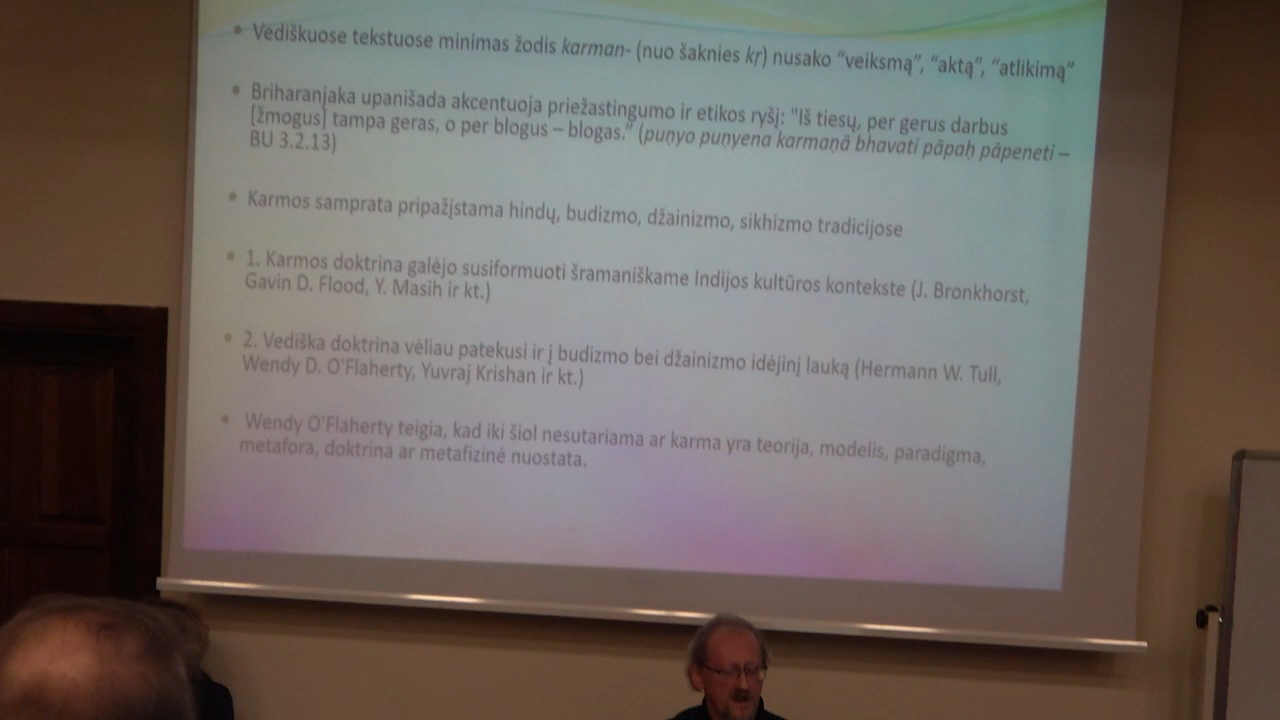 • Vediškuose tekstuose minimas žodis karman- (nuo šaknies kṛ) nusako “veiksmą”, “aktą”, “atlikimą”
• Briharanjaka upanišada akcentuoja priežastingumo ir etikos ryšį: "Iš tiesų, per gerus darbus
[žmogus] tampa geras, o per blogus – blogas.” (puṇyo puṇyena karmaṇā bhavati pāpaḥ pāpeneti –
BU 3.2.13)
• Karmos samprata pripažįstama hindų, budizmo, džainizmo, sikhizmo tradicijose
• 1. Karmos doktrina galėjo susiformuoti šramaniškame Indijos kultūros kontekste (J. Bronkhorst,
Gavin D. Flood, Y. Masih ir kt.)
• 2. Vediška doktrina vėliau patekusi ir į budizmo bei džainizmo idėjinį lauką (Hermann W. Tull,
Wendy D. O’Flaherty, Yuvraj Krishan ir kt.)
• Wendy O’Flaherty teigia, kad iki šiol nesutariama ar karma yra teorija, modelis, paradigma,
metafora, doktrina ar metafizinė nuostata.